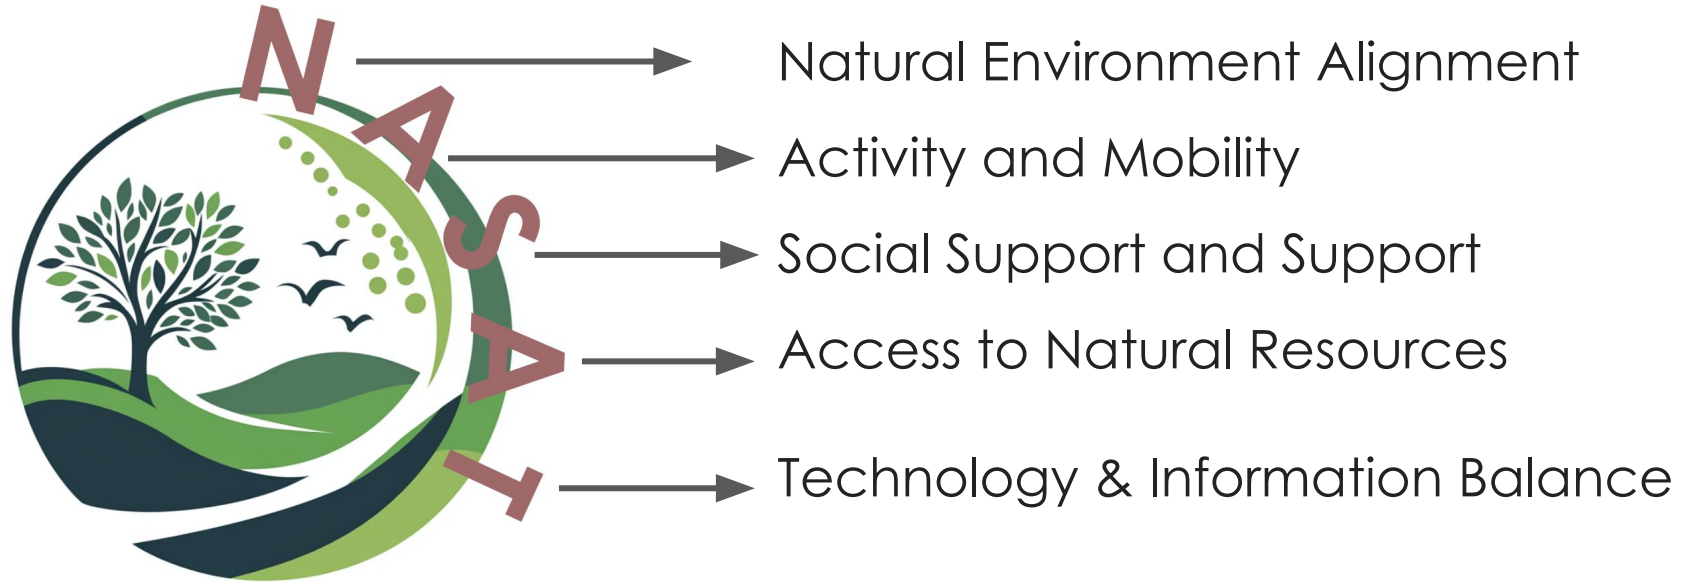 N
Natural Environment Alignment
A
Activity and Mobility
S
Social Support and Support
A
Access to Natural Resources
T
Technology & Information Balance